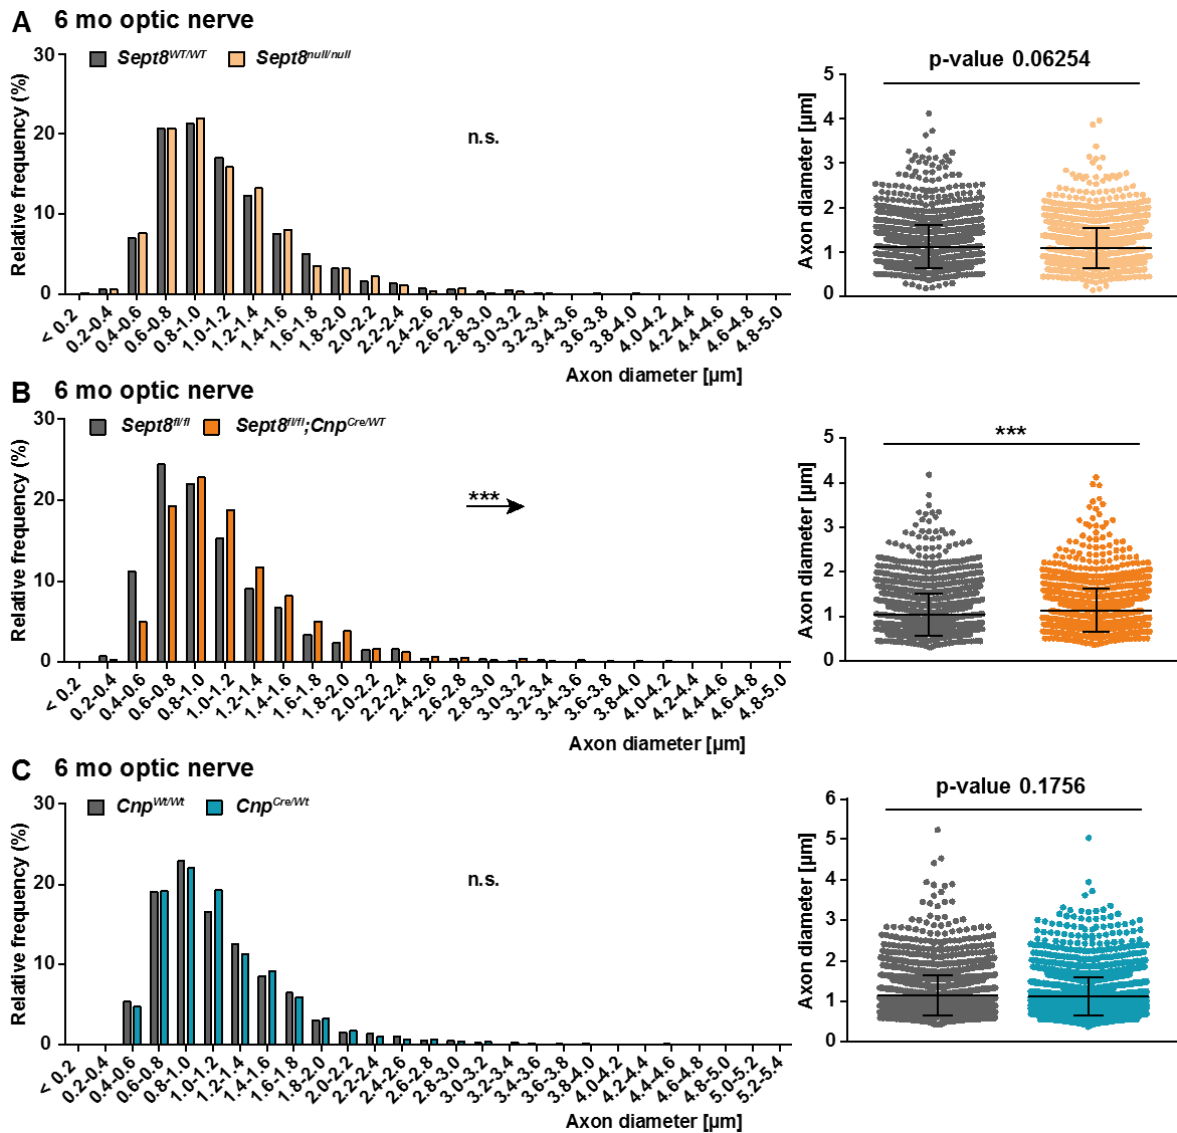 A 6 mo optic nerve
Sept8WT/WT Sept8null/null
Relative frequency (%)
30
20
10
0
n.s.
< 0.2 0.2-0.4 0.4-0.6 0.6-0.8 0.8-1.0 1.0-1.2 1.2-1.4 1.4-1.6 1.6-1.8 1.8-2.0 2.0-2.2 2.2-2.4 2.4-2.6 2.6-2.8 2.8-3.0 3.0-3.2 3.2-3.4 3.4-3.6 3.6-3.8 3.8-4.0 4.0-4.2 4.2-4.4 4.4-4.6 4.6-4.8 4.8-5.0
Axon diameter [µm]
p-value 0.06254
Axon diameter [µm]
5
4
3
2
1
0
B 6 mo optic nerve
Sept8fl/fl Sept8fl/fl;CnpCre/WT
Relative frequency (%)
30
20
10
0
***
< 0.2 0.2-0.4 0.4-0.6 0.6-0.8 0.8-1.0 1.0-1.2 1.2-1.4 1.4-1.6 1.6-1.8 1.8-2.0 2.0-2.2 2.2-2.4 2.4-2.6 2.6-2.8 2.8-3.0 3.0-3.2 3.2-3.4 3.4-3.6 3.6-3.8 3.8-4.0 4.0-4.2 4.2-4.4 4.4-4.6 4.6-4.8 4.8-5.0
Axon diameter [µm]
***
Axon diameter [µm]
5
4
3
2
1
0
C 6 mo optic nerve
CnpWt/Wt CnpCre/Wt
Relative frequency (%)
30
20
10
0
n.s.
< 0.2 0.2-0.4 0.4-0.6 0.6-0.8 0.8-1.0 1.0-1.2 1.2-1.4 1.4-1.6 1.6-1.8 1.8-2.0 2.0-2.2 2.2-2.4 2.4-2.6 2.6-2.8 2.8-3.0 3.0-3.2 3.2-3.4 3.4-3.6 3.6-3.8 3.8-4.0 4.0-4.2 4.2-4.4 4.4-4.6 4.6-4.8 4.8-5.0 5.0-5.2 5.2-5.4
Axon diameter [µm]
p-value 0.1756
Axon diameter [µm]
6
5
4
3
2
1
0